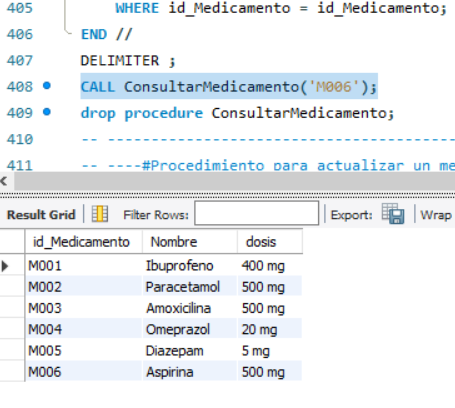 405 WHERE id_Medicamento = id_Medicamento;
406 END //
407 DELIMITER ;
408 CALL ConsultarMedicamento('M006');
409 drop procedure ConsultarMedicamento;
410 -- ----------------------------------------
411 -- ----#Procedimiento para actualizar un me
Result Grid Filter Rows: Export: Wrap
id_Medicamento Nombre dosis
M001 Ibuprofeno 400 mg
M002 Paracetamol 500 mg
M003 Amoxicilina 500 mg
M004 Omeprazol 20 mg
M005 Diazepam 5 mg
M006 Aspirina 500 mg